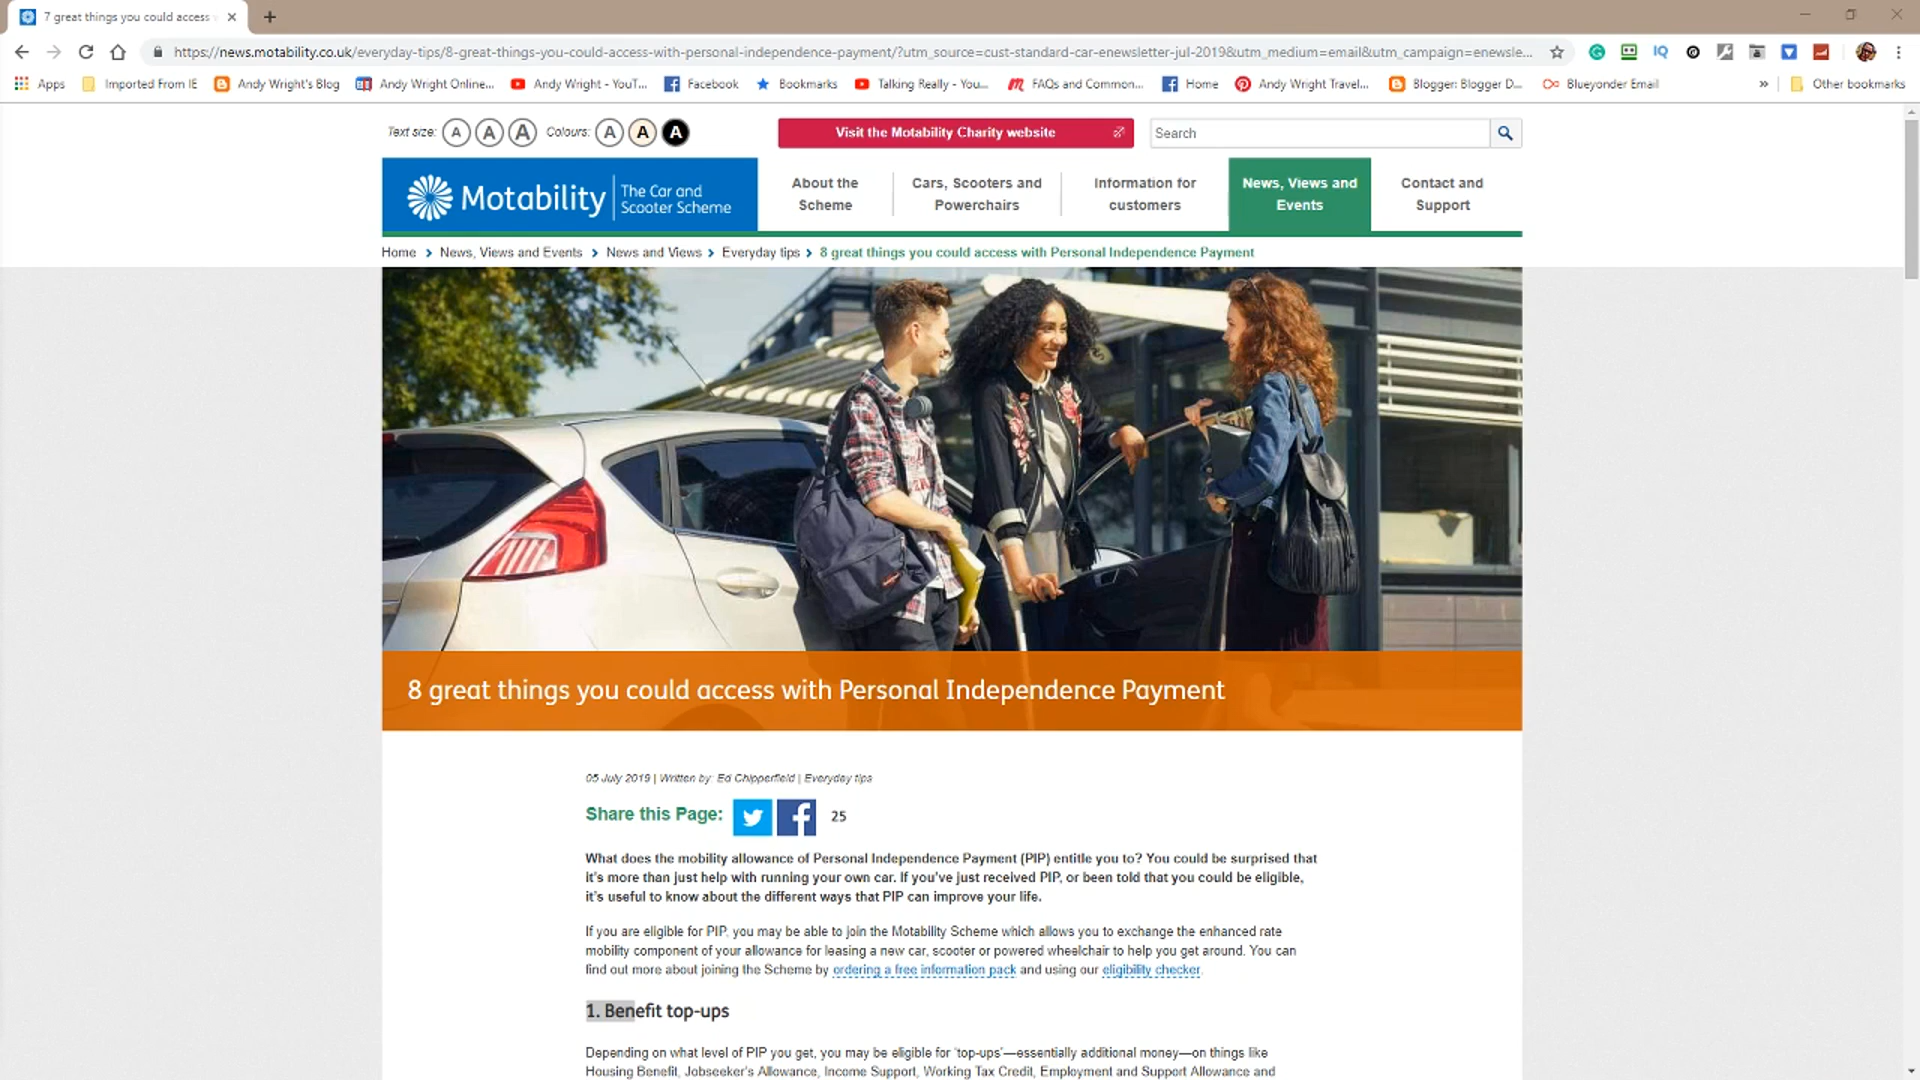 7 great things you could access
https://news.motability.co.uk/everyday-tips/8-great-things-you-could-access-with-personal-independence-payment/?utm_source=cust-standard-car-enewsletter-jul-2019&utm_medium=email&utm_campaign=enewsle...
Apps Imported From IE Andy Wright's Blog Andy Wright Online... Andy Wright - YouT... Facebook Bookmarks Talking Really - You... FAQs and Common... Home Andy Wright Travel... Blogger: Blogger D... Blueyonder Email » Other bookmarks
Text size: A A A Colours: A A A Visit the Motability Charity website Search
Motability The Car and Scooter Scheme
About the Scheme
Cars, Scooters and Powerchairs
Information for customers
News, Views and Events
Contact and Support
Home > News, Views and Events > News and Views > Everyday tips > 8 great things you could access with Personal Independence Payment
8 great things you could access with Personal Independence Payment
05 July 2019 | Written by: Ed Chipperfield | Everyday tips
Share this Page: 25
What does the mobility allowance of Personal Independence Payment (PIP) entitle you to? You could be surprised that
it's more than just help with running your own car. If you've just received PIP, or been told that you could be eligible,
it's useful to know about the different ways that PIP can improve your life.
If you are eligible for PIP, you may be able to join the Motability Scheme which allows you to exchange the enhanced rate
mobility component of your allowance for leasing a new car, scooter or powered wheelchair to help you get around. You can
find out more about joining the Scheme by ordering a free information pack and using our eligibility checker.
1. Benefit top-ups
Depending on what level of PIP you get, you may be eligible for 'top-ups'—essentially additional money—on things like
Housing Benefit, Jobseeker's Allowance, Income Support, Working Tax Credit, Employment and Support Allowance and